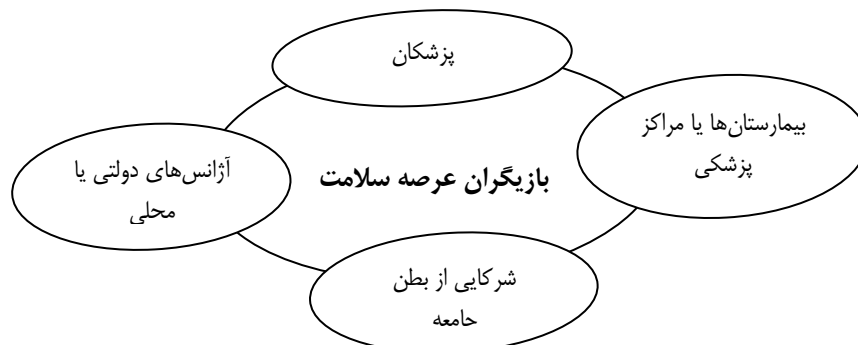 پزشکان
بیمارستان‌ها یا مراکز
پزشکی
آژانس‌های دولتی یا
محلی
بازیگران عرصه سلامت
شرکایی از بطن
جامعه